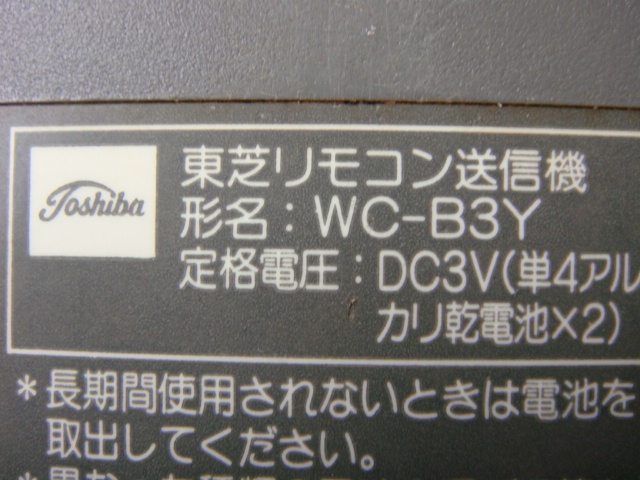 Toshiba
東芝リモコン送信機
形名：WC-B3Y
定格電圧：DC3V(単4アル
カリ乾電池×2)
*長期間使用されないときは電池を
取出してください。